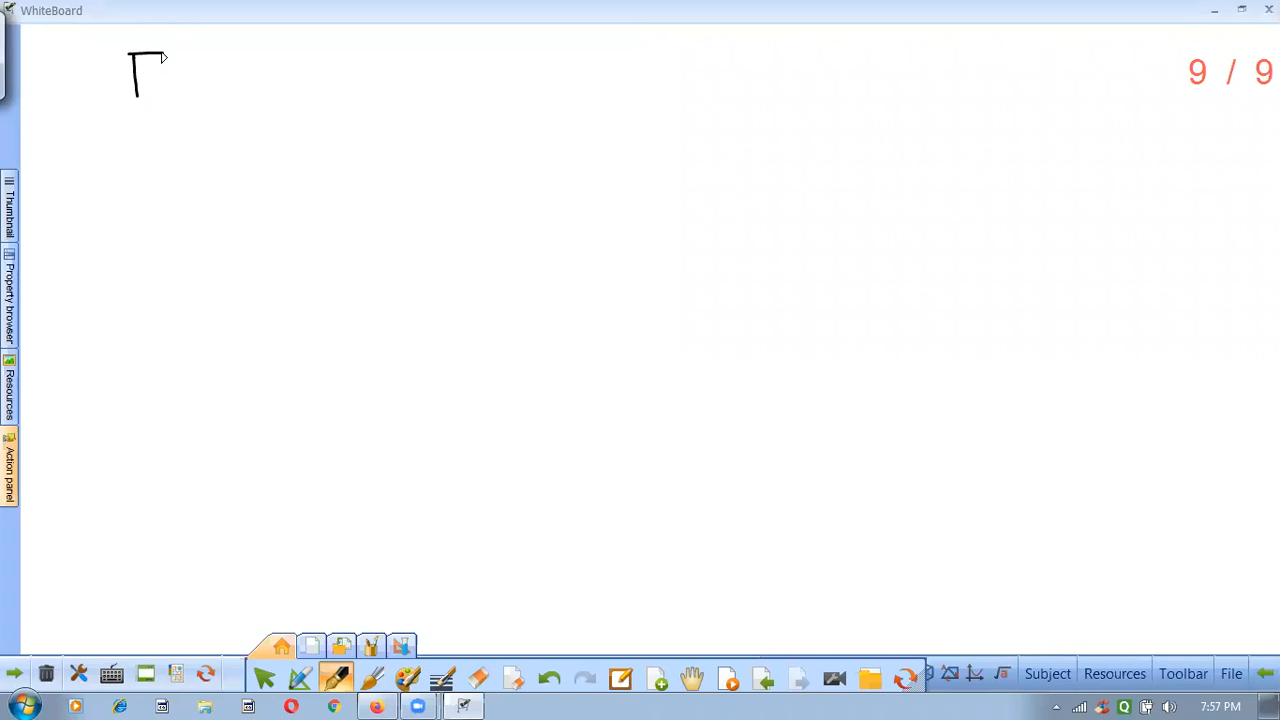 WhiteBoard
9 / 9
Thumbnail
Property browser
Resources
Action panel
Subject
Resources
Toolbar
File
7:57 PM